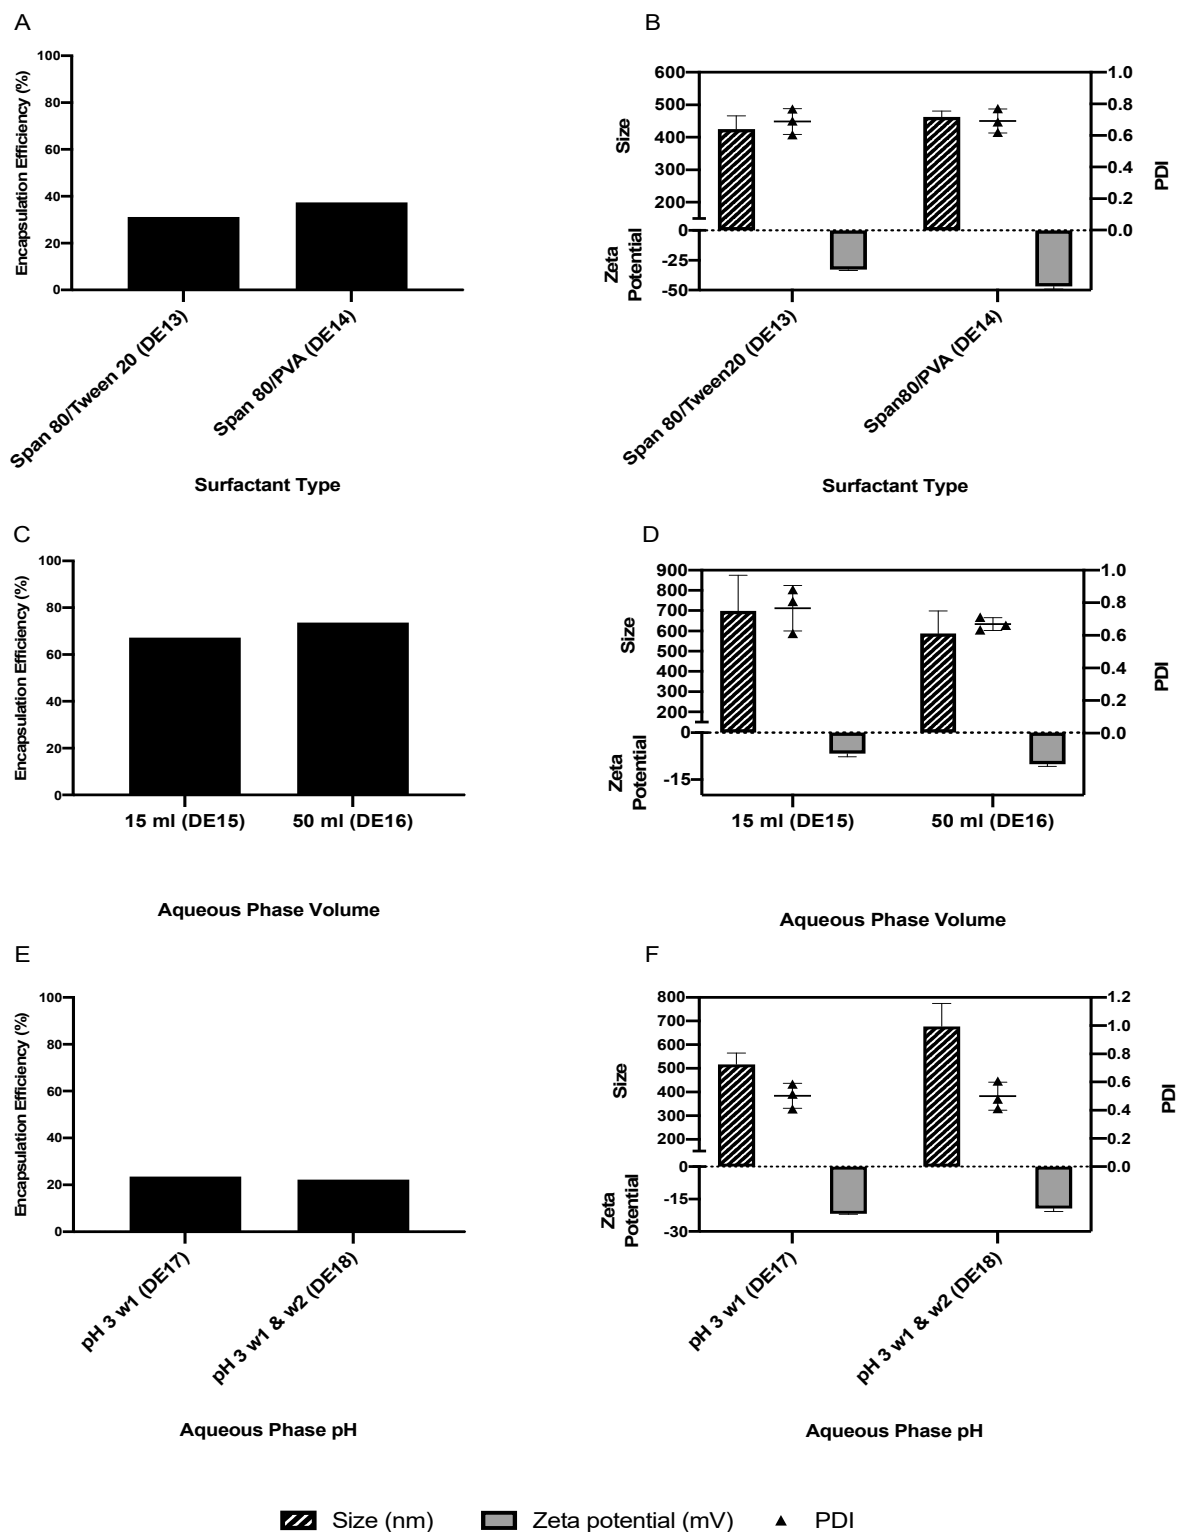 A
100
80
60
40
20
0
Encapsulation Efficiency (%)
Span 80/Tween 20 (DE13)
Span 80/PVA (DE14)
Surfactant Type
B
600
500
400
300
200
0
-25
-50
Size
Zeta
Potential
1.0
0.8
0.6
0.4
0.2
0.0
PDI
Span 80/Tween20 (DE13)
Span80/PVA (DE14)
Surfactant Type
C
100
80
60
40
20
0
Encapsulation Efficiency (%)
15 ml (DE15)
50 ml (DE16)
Aqueous Phase Volume
D
900
800
700
600
500
400
300
200
0
-15
Size
Zeta
Potential
1.0
0.8
0.6
0.4
0.2
0.0
PDI
15 ml (DE15)
50 ml (DE16)
Aqueous Phase Volume
E
100
80
60
40
20
0
Encapsulation Efficiency (%)
pH 3 w1 (DE17)
pH 3 w1 & w2 (DE18)
Aqueous Phase pH
F
800
700
600
500
400
300
200
0
-15
-30
Size
Zeta
Potential
1.2
1.0
0.8
0.6
0.4
0.2
0.0
PDI
pH 3 w1 (DE17)
pH 3 w1 & w2 (DE18)
Aqueous Phase pH
Size (nm)
Zeta potential (mV)
PDI